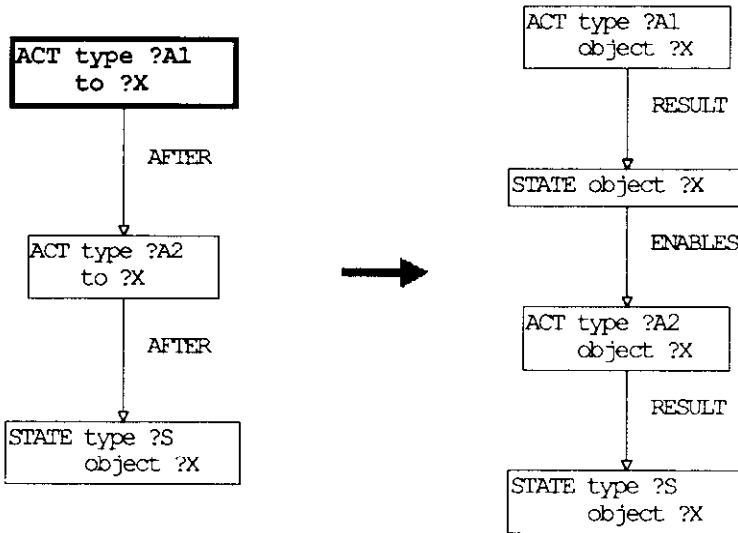 ACT type ?A1
to ?X
AFTER
ACT type ?A2
to ?X
AFTER
STATE type ?S
object ?X
ACT type ?A1
object ?X
RESULT
STATE object ?X
ENABLES
ACT type ?A2
object ?X
RESULT
STATE type ?S
object ?X